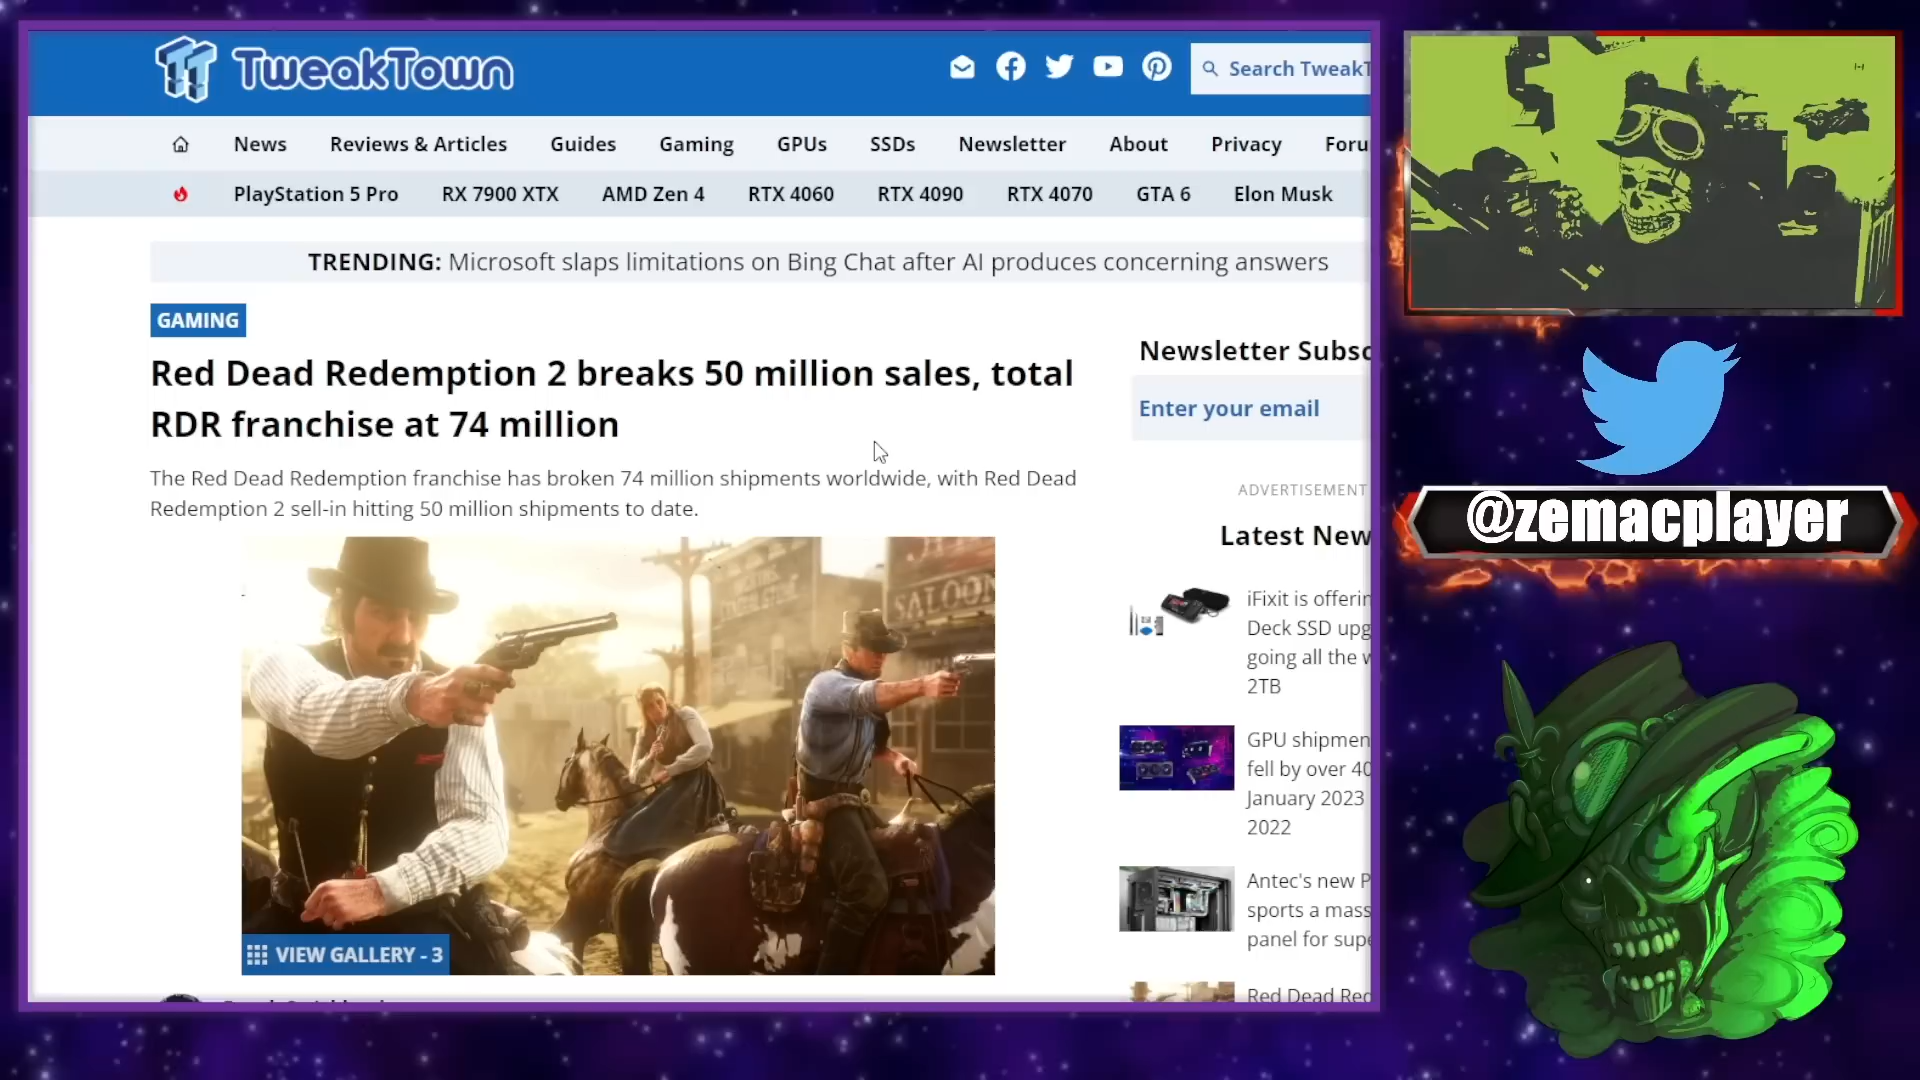 TweakTown
Search TweakT
News Reviews & Articles Guides Gaming GPUs SSDs Newsletter About Privacy Foru
PlayStation 5 Pro RX 7900 XTX AMD Zen 4 RTX 4060 RTX 4090 RTX 4070 GTA 6 Elon Musk
TRENDING: Microsoft slaps limitations on Bing Chat after AI produces concerning answers
GAMING
Red Dead Redemption 2 breaks 50 million sales, total
RDR franchise at 74 million
The Red Dead Redemption franchise has broken 74 million shipments worldwide, with Red Dead
Redemption 2 sell-in hitting 50 million shipments to date.
SALOON
VIEW GALLERY - 3
Newsletter Subsc
Enter your email
ADVERTISEMENT
Latest New
iFixit is offerin
Deck SSD upg
going all the w
2TB
GPU shipmen
fell by over 40
January 2023
2022
Antec's new P
sports a mass
panel for supe
Red Dead Red
@zemacplayer